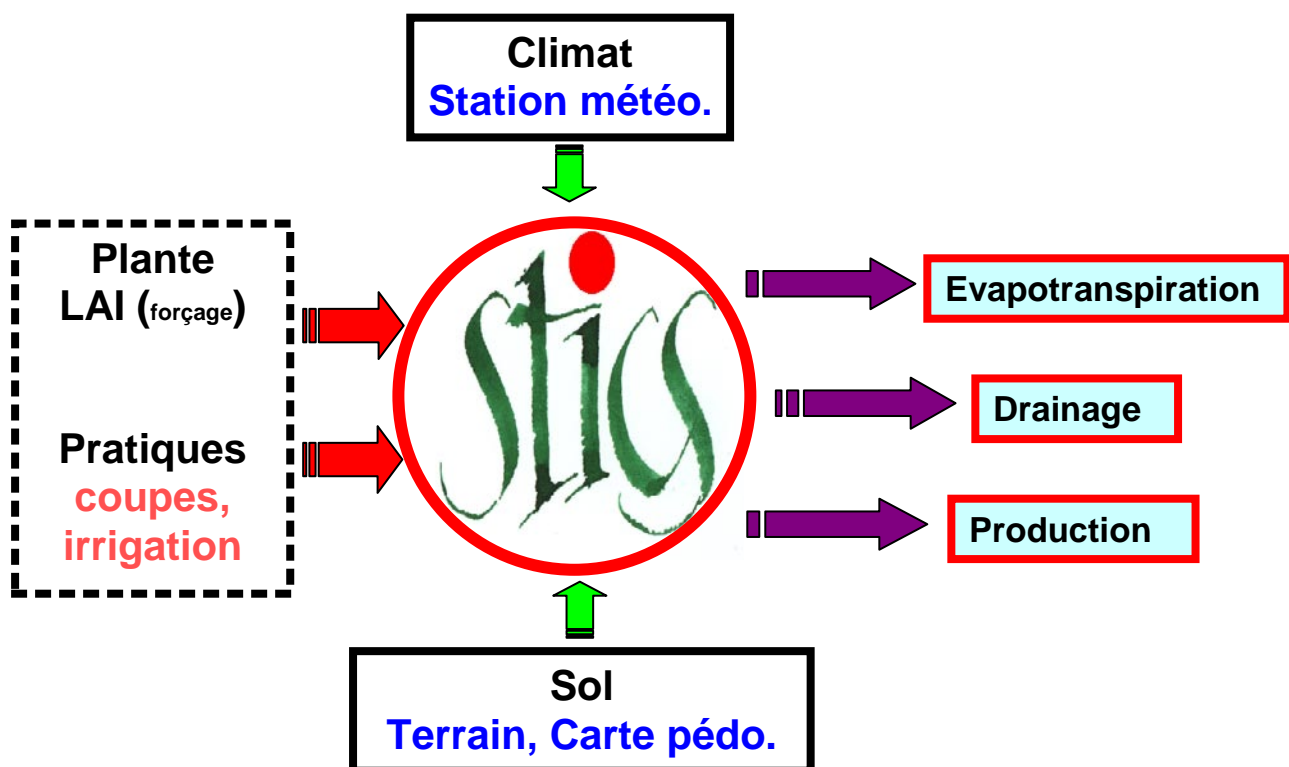 Climat
Station météo.
Plante
LAI (forçage)
Pratiques
coupes,
irrigation
stics
Evapotranspiration
Drainage
Production
Sol
Terrain, Carte pédo.